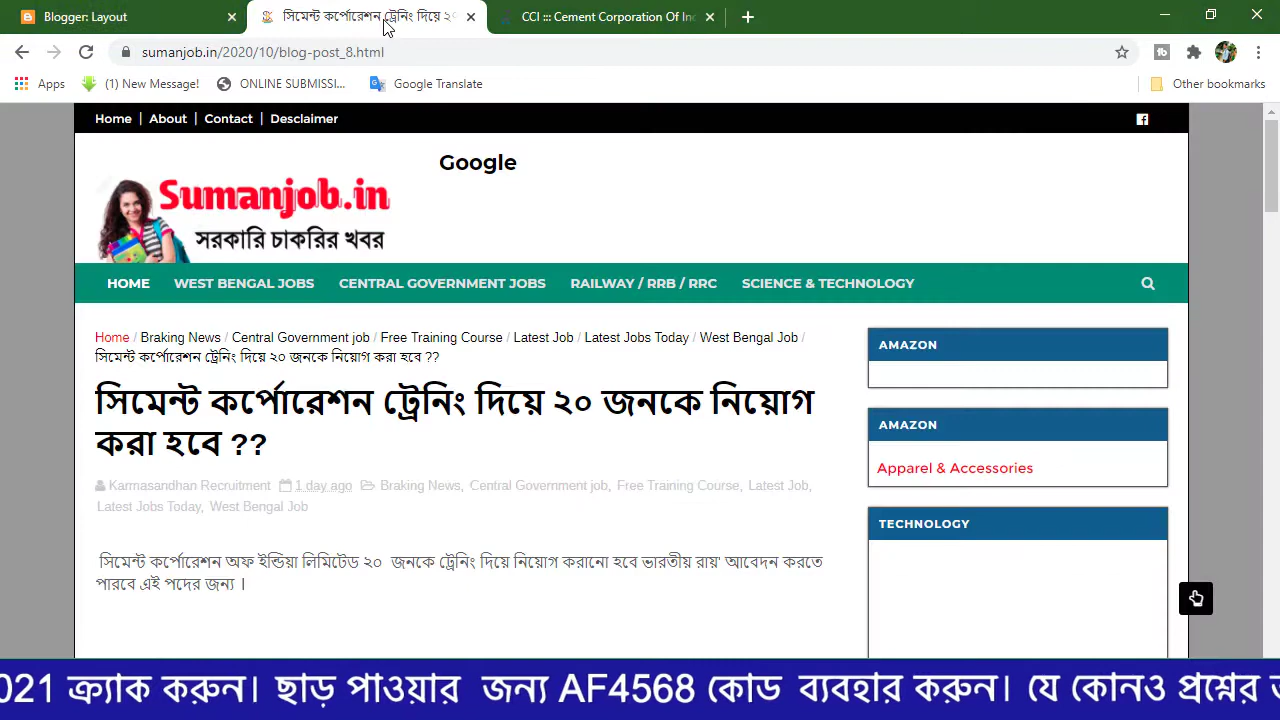 Blogger: Layout
সিমেন্ট কর্পোরেশন ট্রেনিং দিয়ে ২০
CCI ::: Cement Corporation Of Inc
sumanjob.in/2020/10/blog-post_8.html
Apps (1) New Message! ONLINE SUBMISSI... Google Translate Other bookmarks
Home | About | Contact | Desclaimer
Google
Sumanjob.in
সরকারি চাকরির খবর
HOME WEST BENGAL JOBS CENTRAL GOVERNMENT JOBS RAILWAY / RRB / RRC SCIENCE & TECHNOLOGY
Home / Braking News / Central Government job / Free Training Course / Latest Job / Latest Jobs Today / West Bengal Job /
সিমেন্ট কর্পোরেশন ট্রেনিং দিয়ে ২০ জনকে নিয়োগ করা হবে ??
সিমেন্ট কর্পোরেশন ট্রেনিং দিয়ে ২০ জনকে নিয়োগ
করা হবে ??
Karmasandhan Recruitment 1 day ago Braking News, Central Government job, Free Training Course, Latest Job,
Latest Jobs Today, West Bengal Job
সিমেন্ট কর্পোরেশন অফ ইন্ডিয়া লিমিটেড ২০ জনকে ট্রেনিং দিয়ে নিয়োগ করানো হবে ভারতীয় রায়' আবেদন করতে
পারবে এই পদের জন্য ।
AMAZON
AMAZON
Apparel & Accessories
TECHNOLOGY
021 ক্র্যাক করুন। ছাড় পাওয়ার জন্য AF4568 কোড ব্যবহার করুন। যে কোনও প্রশ্নের